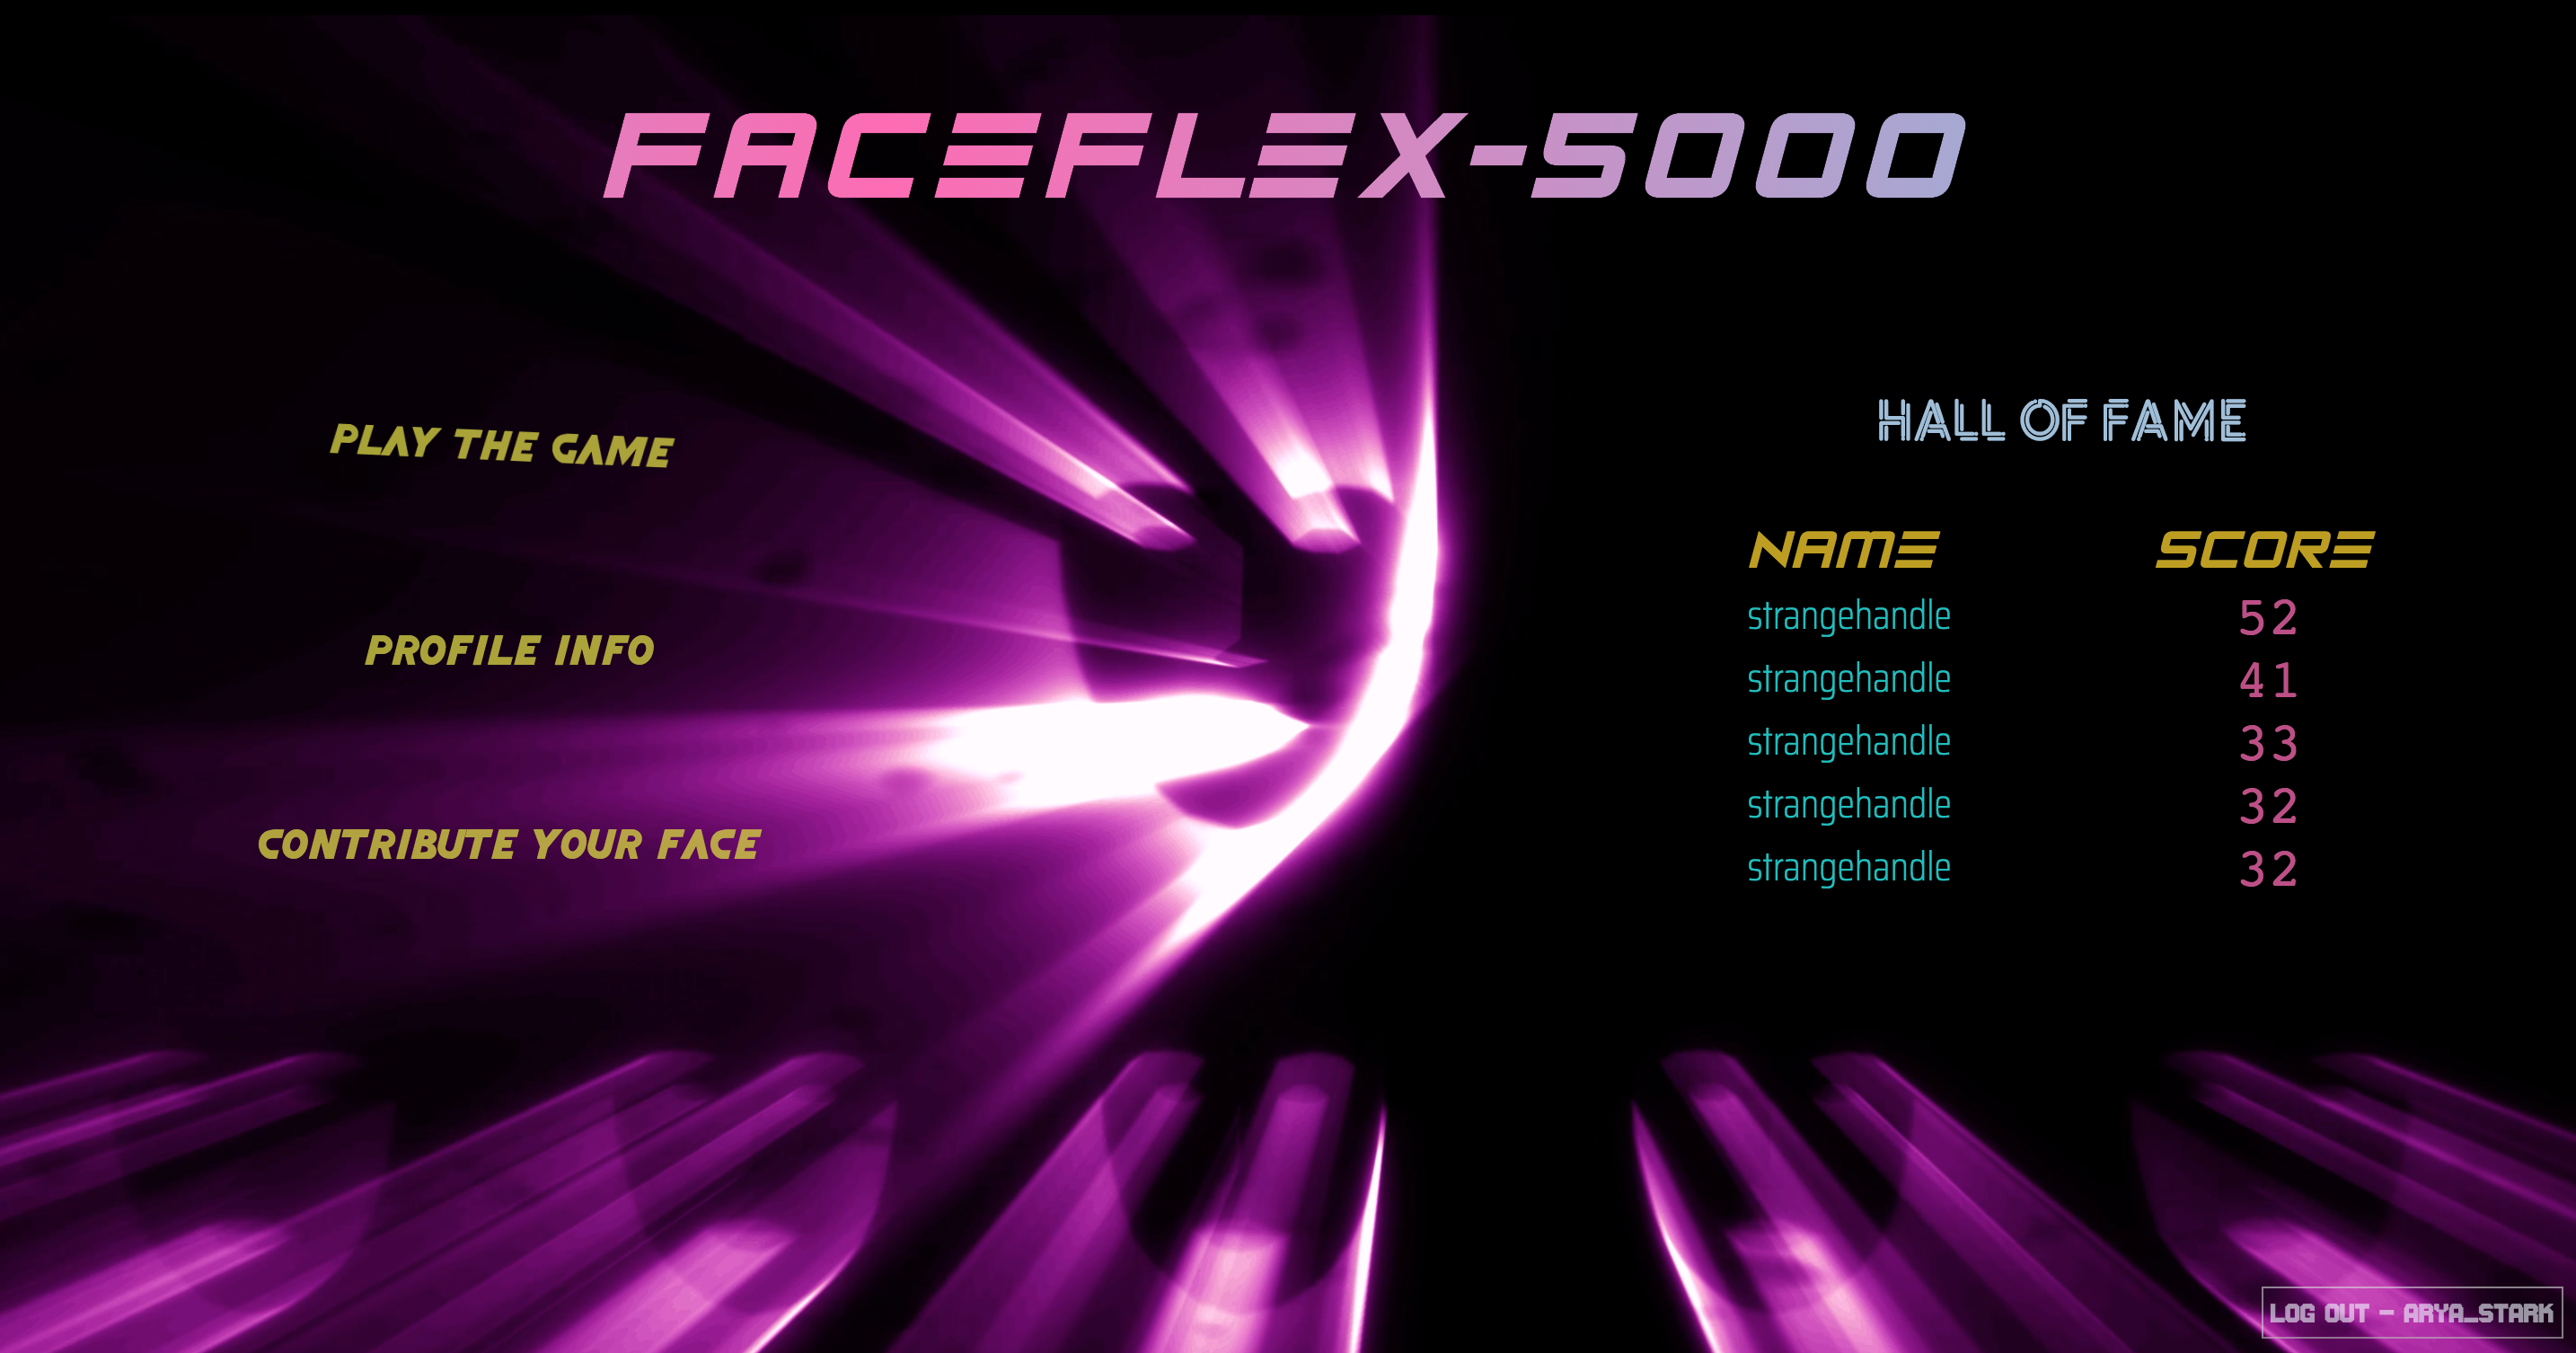 FACEFLEX-5000
PLAY THE GAME
PROFILE INFO
CONTRIBUTE YOUR FACE
HALL OF FAME
NAME SCORE
strangehandle 52
strangehandle 41
strangehandle 33
strangehandle 32
strangehandle 32
LOG OUT - ARYA_STARK